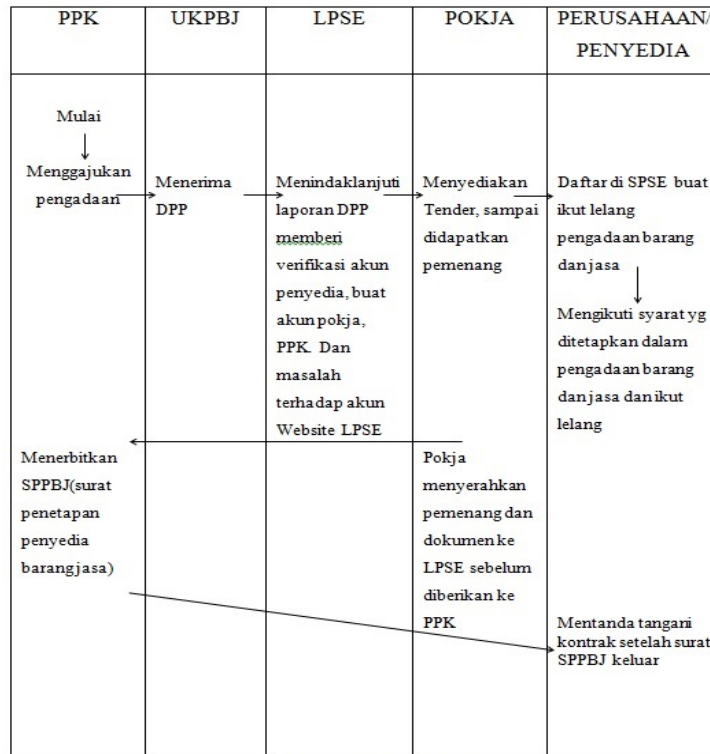 PPK
UKPBJ
LPSE
POKJA
PERUSAHAAN/
PENYEDIA
Mulai
Menggajukan
pengadaan
Menerima
DPP
Menindaklanjuti
laporan DPP
memberi
verifikasi akun
penyedia, buat
akun pokja,
PPK. Dan
masalah
terhadap akun
Website LPSE
Menyediakan
Tender, sampai
didapatkan
pemenang
Daftar di SPSE buat
ikut lelang
pengadaan barang
dan jasa
Mengikuti syarat yg
ditetapkan dalam
pengadaan barang
dan jasa dan ikut
lelang
Menerbitkan
SPPBJ(surat
penetapan
penyedia
barang jasa)
Pokja
menyerahkan
pemenang dan
dokumen ke
LPSE sebelum
diberikan ke
PPK
Mentanda tangani
kontrak setelah surat
SPPBJ keluar